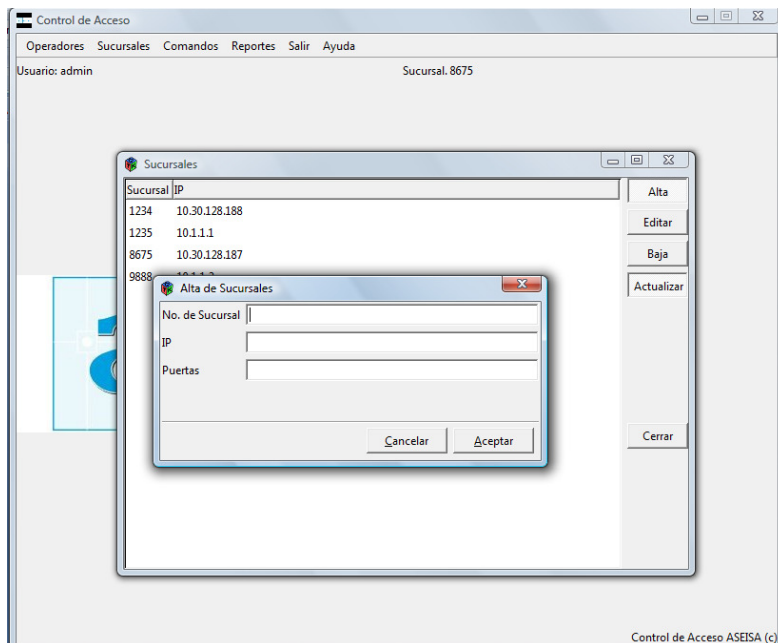 Control de Acceso
Operadores Sucursales Comandos Reportes Salir Ayuda
Usuario: admin Sucursal. 8675
Sucursales
Sucursal IP
1234 10.30.128.188
1235 10.1.1.1
8675 10.30.128.187
9888
Alta
Editar
Baja
Actualizar
Cerrar
Alta de Sucursales
No. de Sucursal
IP
Puertas
Cancelar Aceptar
Control de Acceso ASEISA (c)